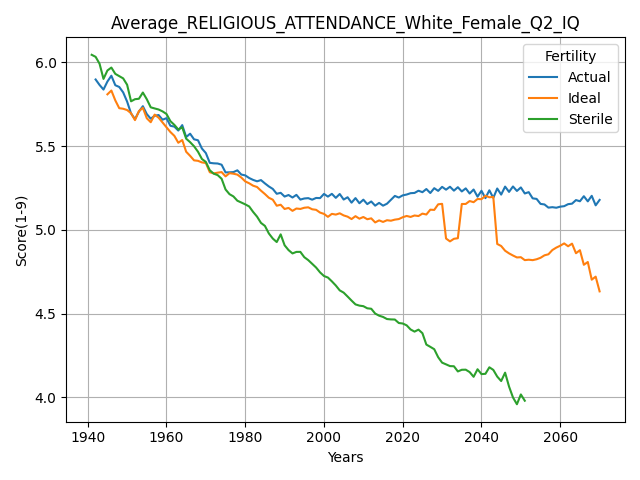 Average_RELIGIOUS_ATTENDANCE_White_Female_Q2_IQ
Fertility
Actual
Ideal
Sterile
Score(1-9)
6.0
5.5
5.0
4.5
4.0
1940 1960 1980 2000 2020 2040 2060
Years